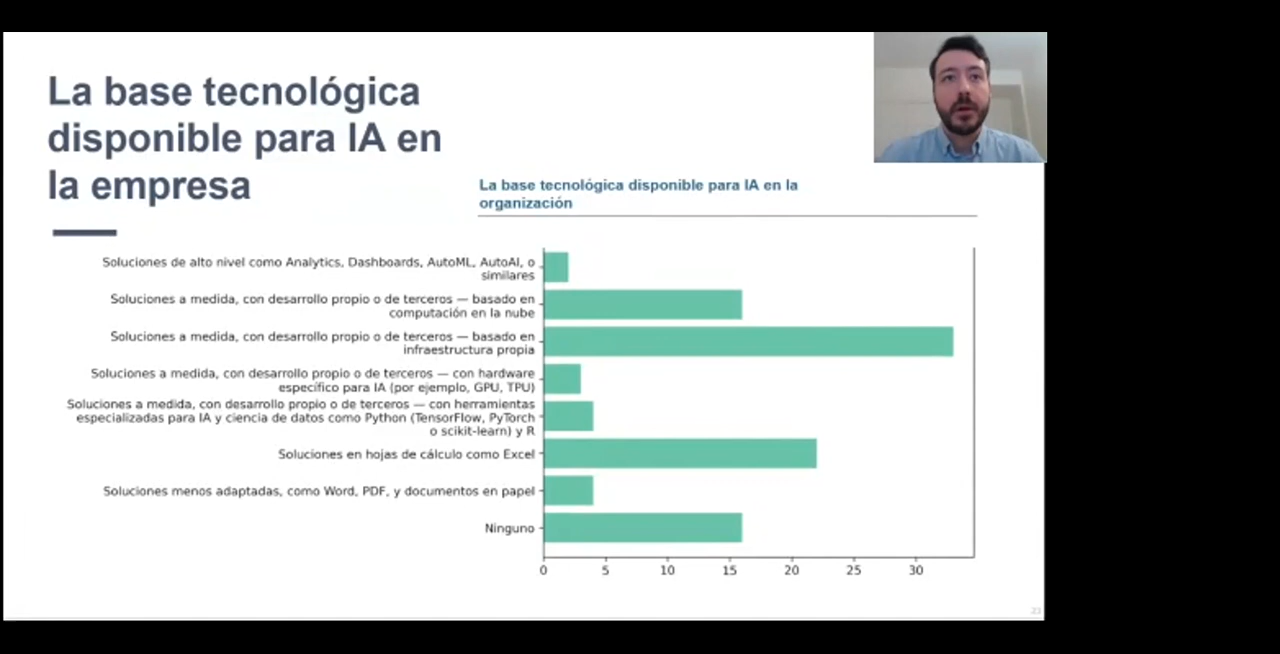 La base tecnológica
disponible para IA en
la empresa
La base tecnológica disponible para IA en la
organización
Soluciones de alto nivel como Analytics, Dashboards, AutoML, AutoAI, o
similares
Soluciones a medida, con desarrollo propio o de terceros — basado en
computación en la nube
Soluciones a medida, con desarrollo propio o de terceros — basado en
infraestructura propia
Soluciones a medida, con desarrollo propio o de terceros — con hardware
específico para IA (por ejemplo, GPU, TPU)
Soluciones a medida, con desarrollo propio o de terceros — con herramientas
especializadas para IA y ciencia de datos como Python (TensorFlow, PyTorch
o scikit-learn) y R
Soluciones en hojas de cálculo como Excel
Soluciones menos adaptadas, como Word, PDF, y documentos en papel
Ninguno
0 5 10 15 20 25 30